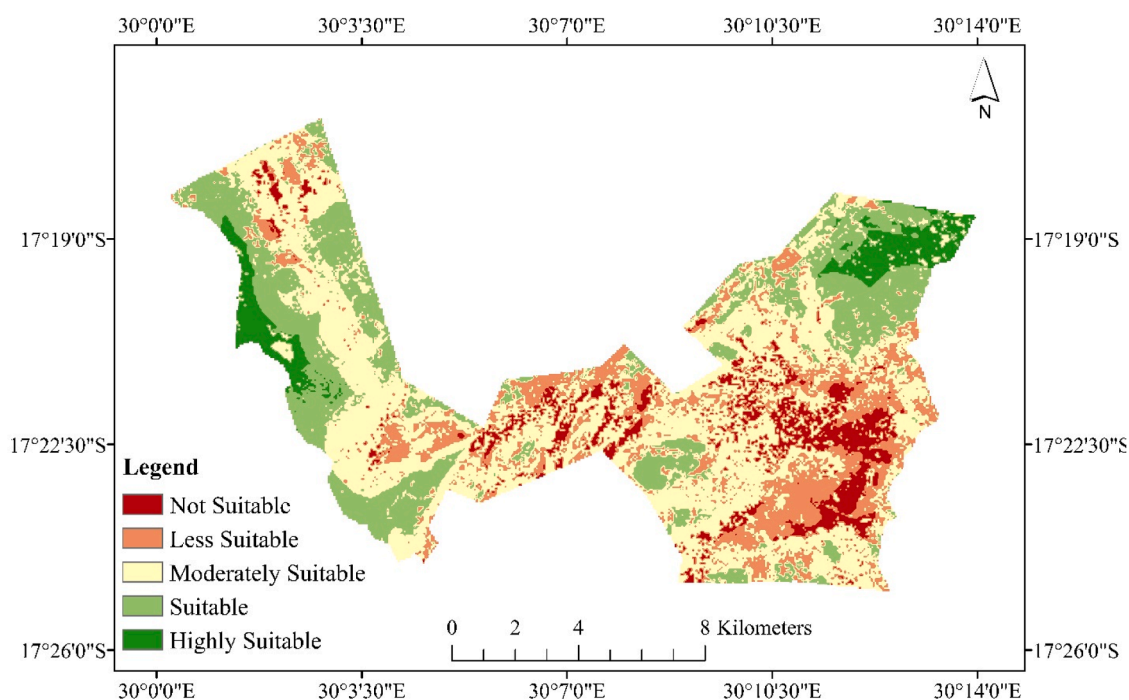 30°0'0"E 30°3'30"E 30°7'0"E 30°10'30"E 30°14'0"E
N
17°19'0"S 17°19'0"S
17°22'30"S 17°22'30"S
Legend
Not Suitable
Less Suitable
Moderately Suitable
Suitable
Highly Suitable
0 2 4 8 Kilometers
17°26'0"S 17°26'0"S
30°0'0"E 30°3'30"E 30°7'0"E 30°10'30"E 30°14'0"E